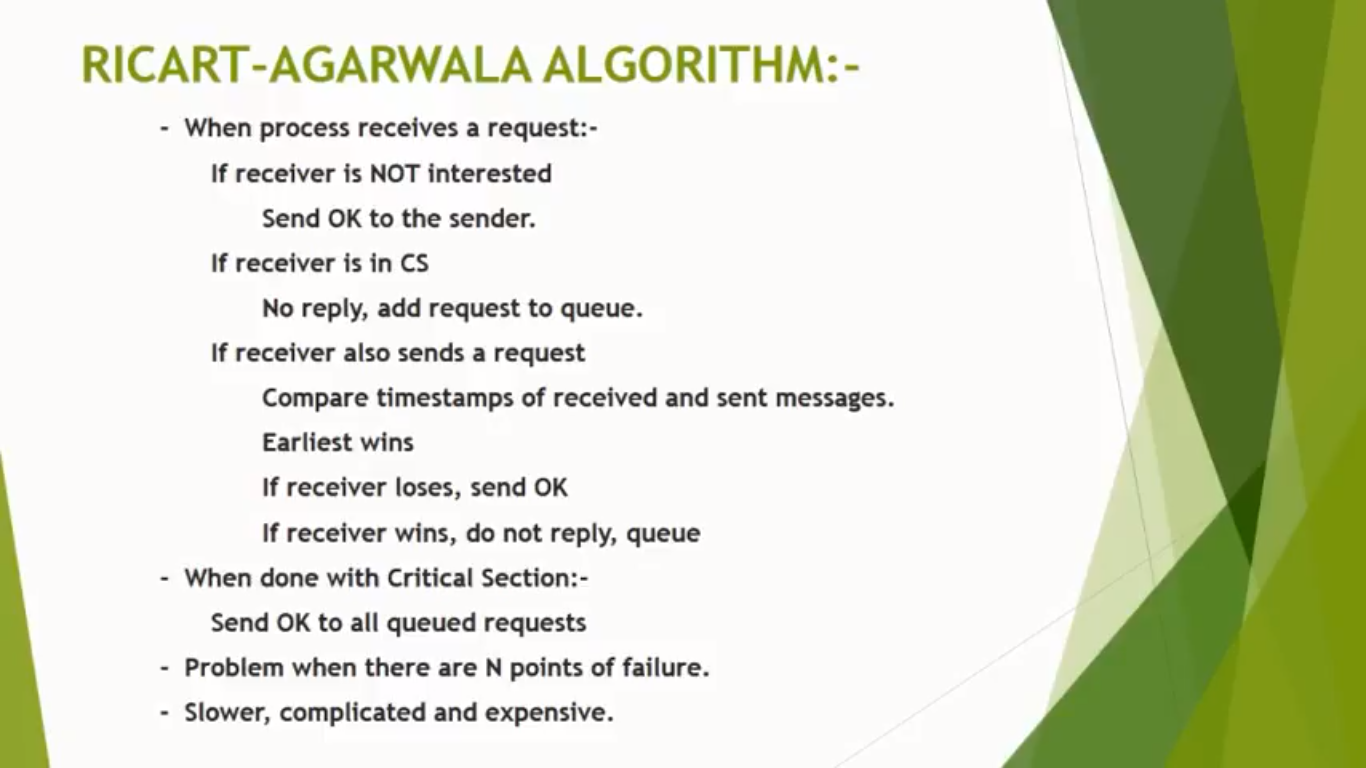 RICART-AGARWALA ALGORITHM:-
- When process receives a request:-
If receiver is NOT interested
Send OK to the sender.
If receiver is in CS
No reply, add request to queue.
If receiver also sends a request
Compare timestamps of received and sent messages.
Earliest wins
If receiver loses, send OK
If receiver wins, do not reply, queue
- When done with Critical Section:-
Send OK to all queued requests
- Problem when there are N points of failure.
- Slower, complicated and expensive.